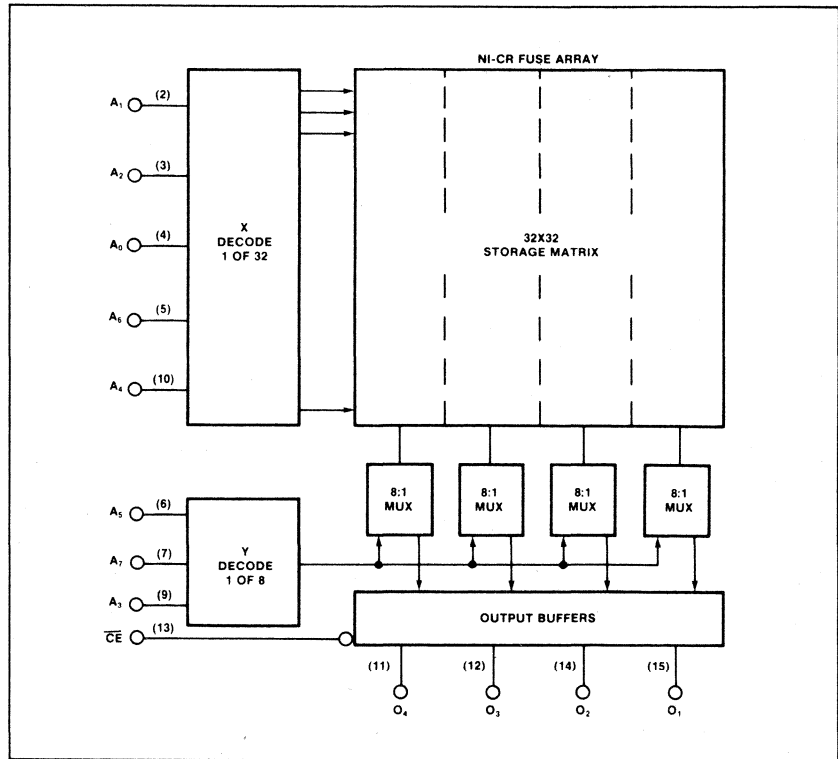 NI-CR FUSE ARRAY
A₁ (2)
A₂ (3)
A₀ (4)
A₆ (5)
A₄ (10)
X
DECODE
1 OF 32
32X32
STORAGE MATRIX
8:1
MUX
8:1
MUX
8:1
MUX
8:1
MUX
A₅ (6)
A₇ (7)
A₃ (9)
C̅E̅ (13)
Y
DECODE
1 OF 8
OUTPUT BUFFERS
(11) (12) (14) (15)
O₄ O₃ O₂ O₁